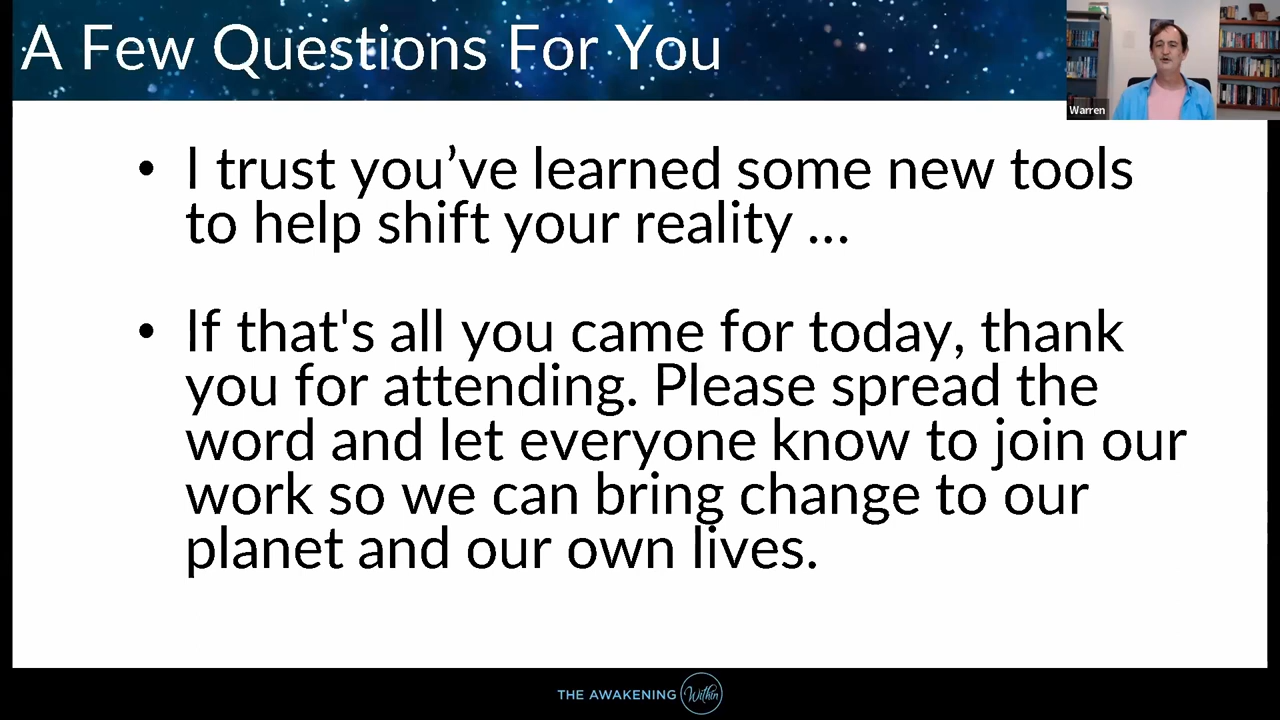 A Few Questions For You
Warren
• I trust you’ve learned some new tools
to help shift your reality ...
• If that's all you came for today, thank
you for attending. Please spread the
word and let everyone know to join our
work so we can bring change to our
planet and our own lives.
THE AWAKENING Within